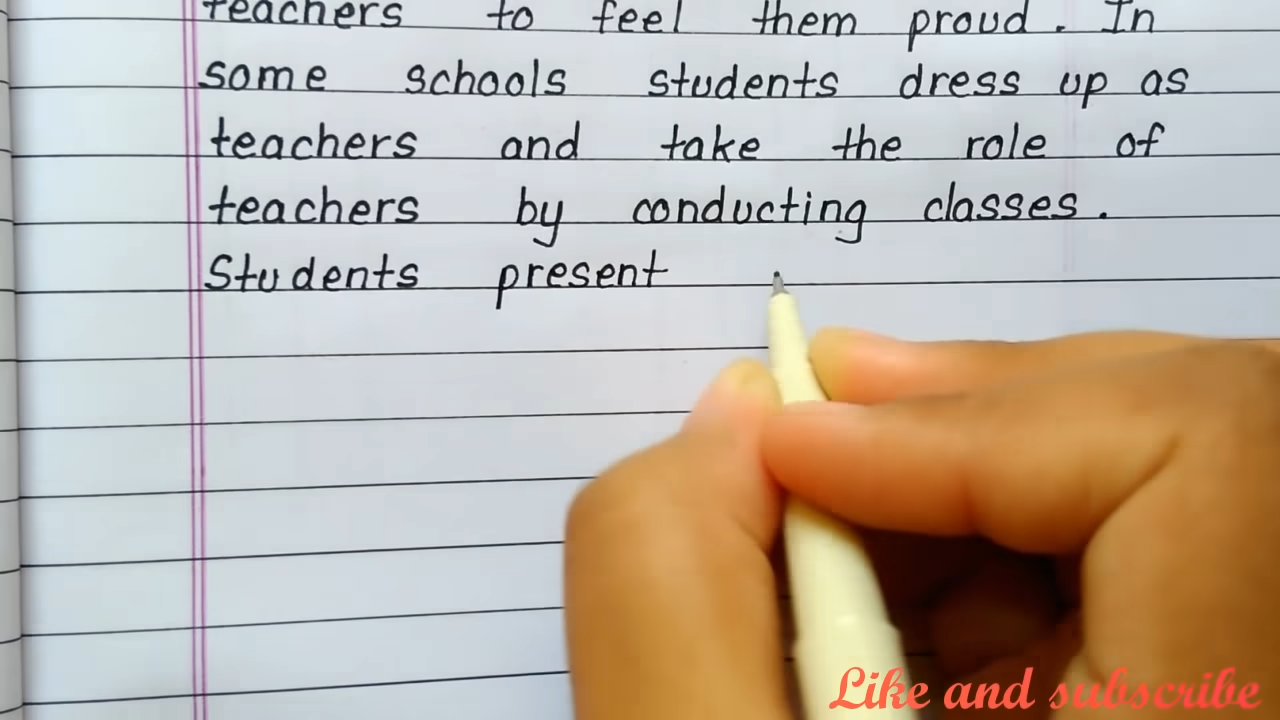 teachers to feel them proud. In
some schools students dress up as
teachers and take the role of
teachers by conducting classes.
Students present
Like and subscribe